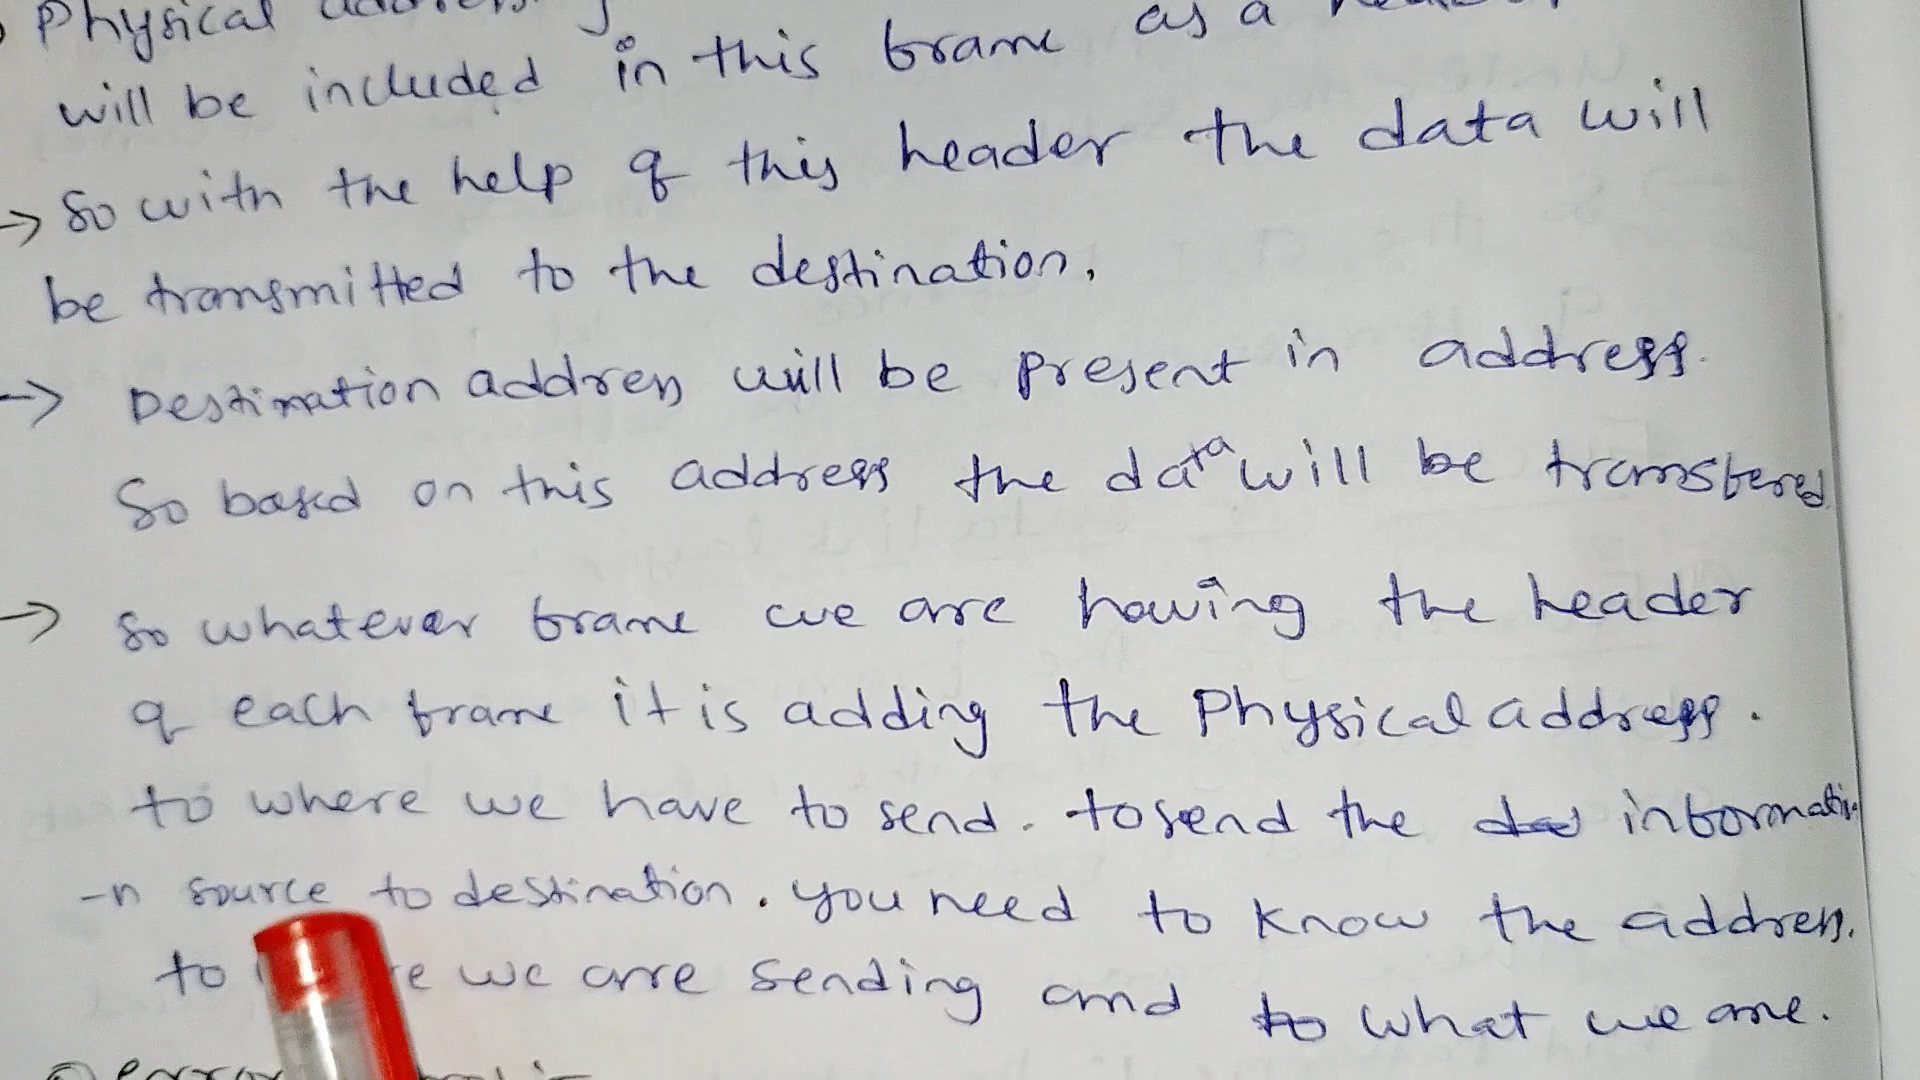 Physical
will be included in this frame as a
→ So with the help of this header the data will
be transmitted to the destination.
→ Destination address will be present in address.
So based on this address the data will be transfered
→ So whatever frame we are having the header
of each frame it is adding the Physical address.
to where we have to send. to send the informatio
-n source to destination. you need to know the address.
to we are sending and to what we are.